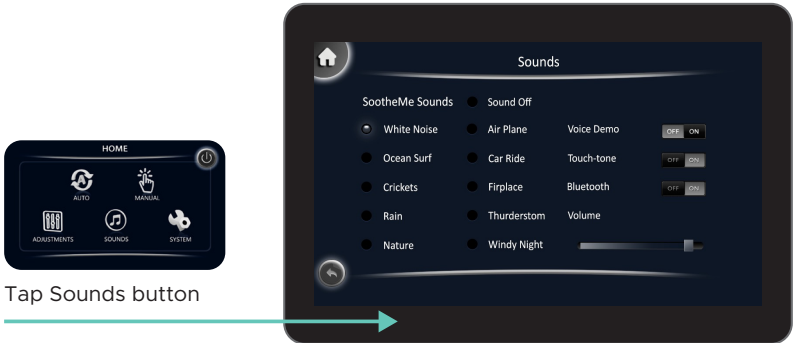 HOME
AUTO
MANUAL
ADJUSTMENTS
SOUNDS
SYSTEM
Tap Sounds button
Sounds
SootheMe Sounds
Sound Off
White Noise
Air Plane
Voice Demo
OFF ON
Ocean Surf
Car Ride
Touch-tone
OFF ON
Crickets
Firplace
Bluetooth
OFF ON
Rain
Thurderstom
Volume
Nature
Windy Night